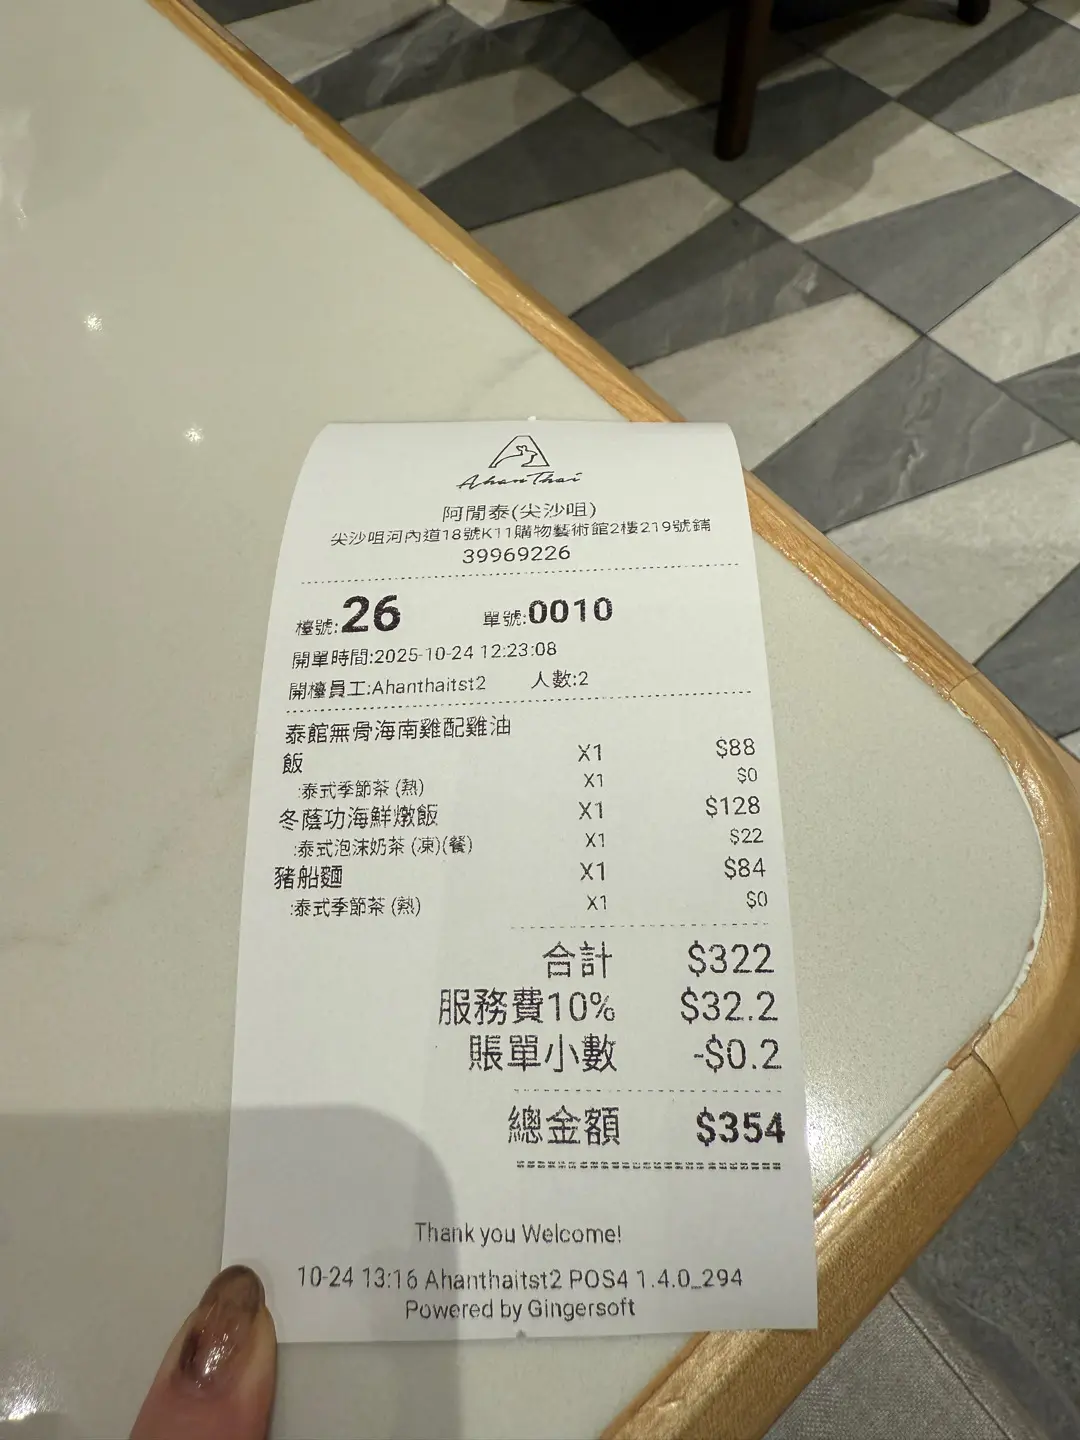 Ahan Thai
阿閒泰(尖沙咀)
尖沙咀河內道18號K11購物藝術館2樓219號鋪
39969226
檯號:26 單號:0010
開單時間:2025-10-24 12:23:08
開檯員工:Ahanthaitst2 人數:2
泰館無骨海南雞配雞油
飯 X1 $88
:泰式季節茶 (熱) X1 $0
冬蔭功海鮮燉飯 X1 $128
:泰式泡沫奶茶 (凍)(餐) X1 $22
豬船麵 X1 $84
:泰式季節茶 (熱) X1 $0
合計 $322
服務費10% $32.2
賬單小數 -$0.2
總金額 $354
Thank you Welcome!
10-24 13:16 Ahanthaitst2 POS4 1.4.0_294
Powered by Gingersoft